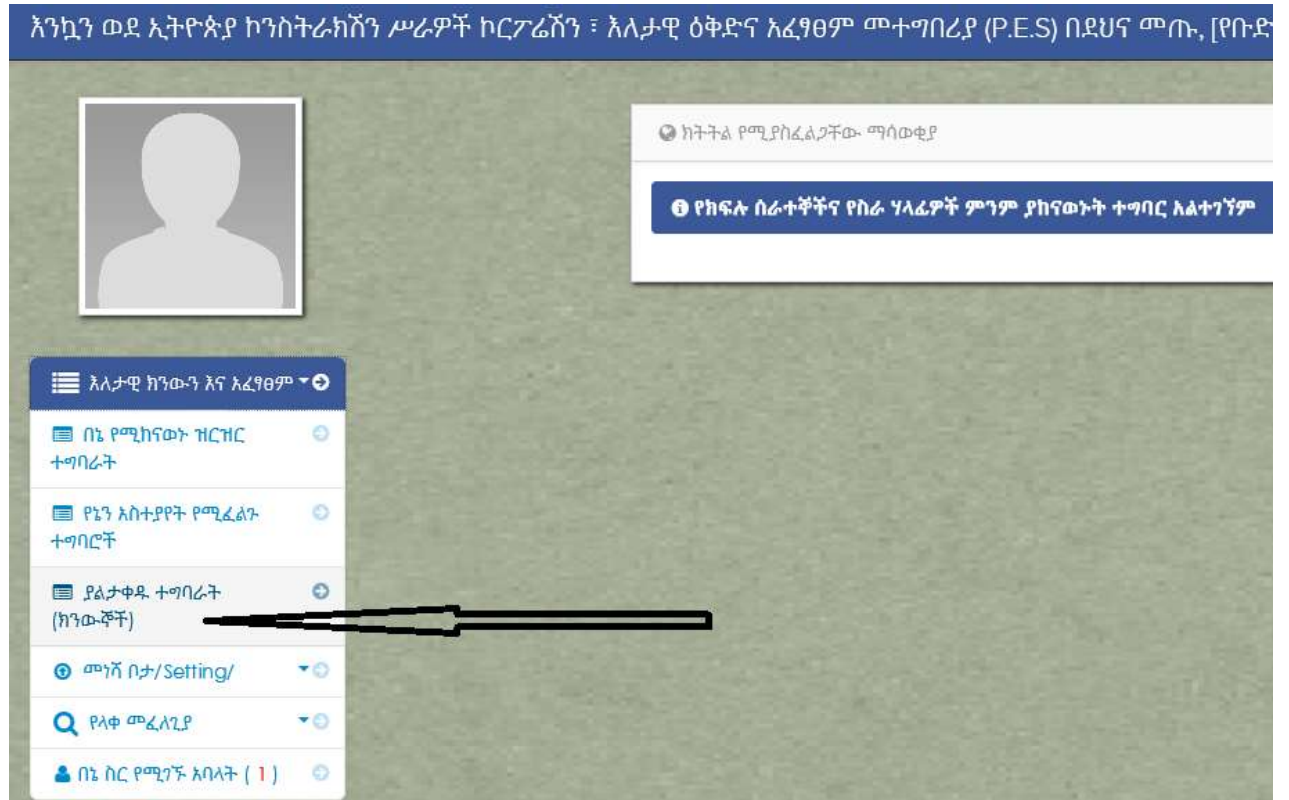 እንኳን ወደ ኢትዮጵያ ኮንስትራክሽን ሥራዎች ኮርፖሬሽን ፣ እለታዊ ዕቅድና አፈፃፀም መተግበሪያ (P.E.S) በደህና መጡ, [የቡድ
ክትትል የሚያስፈልጋቸው ማሳወቂያ
የክፍሉ ሰራተኞችና የስራ ሃላፊዎች ምንም ያከናወኑት ተግባር አልተገኘም
እለታዊ ክንውን እና አፈፃፀም
በኔ የሚከናወኑ ዝርዝር
ተግባራት
የኔን አስተያየት የሚፈልጉ
ተግባሮች
ያልታቀዱ ተግባራት
(ክንውኞች)
መነሻ ቦታ/Setting/
የላቀ መፈለጊያ
በኔ ስር የሚገኙ አባላት ( 1 )